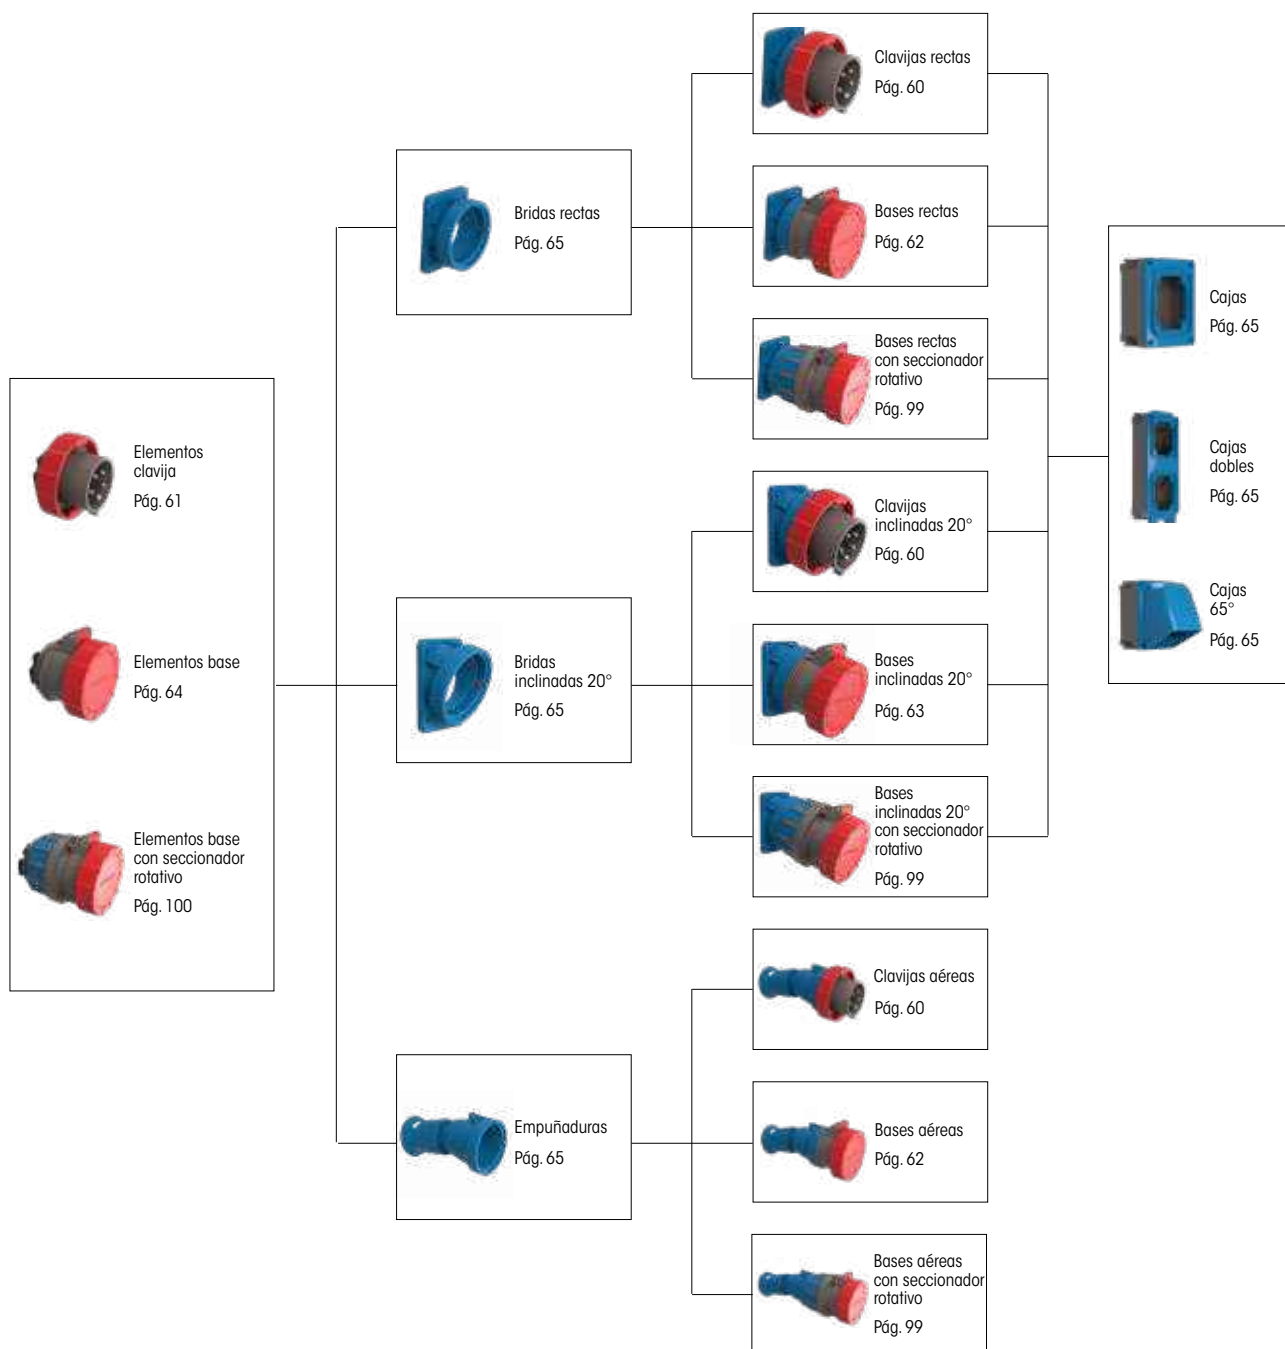 Elementos
clavija
Pág. 61
Elementos base
Pág. 64
Elementos base
con seccionador
rotativo
Pág. 100
Bridas rectas
Pág. 65
Bridas
inclinadas 20°
Pág. 65
Empuñaduras
Pág. 65
Clavijas rectas
Pág. 60
Bases rectas
Pág. 62
Bases rectas
con seccionador
rotativo
Pág. 99
Clavijas
inclinadas 20°
Pág. 60
Bases
inclinadas 20°
Pág. 63
Bases
inclinadas 20°
con seccionador
rotativo
Pág. 99
Clavijas aéreas
Pág. 60
Bases aéreas
Pág. 62
Bases aéreas
con seccionador
rotativo
Pág. 99
Cajas
Pág. 65
Cajas
dobles
Pág. 65
Cajas
65°
Pág. 65